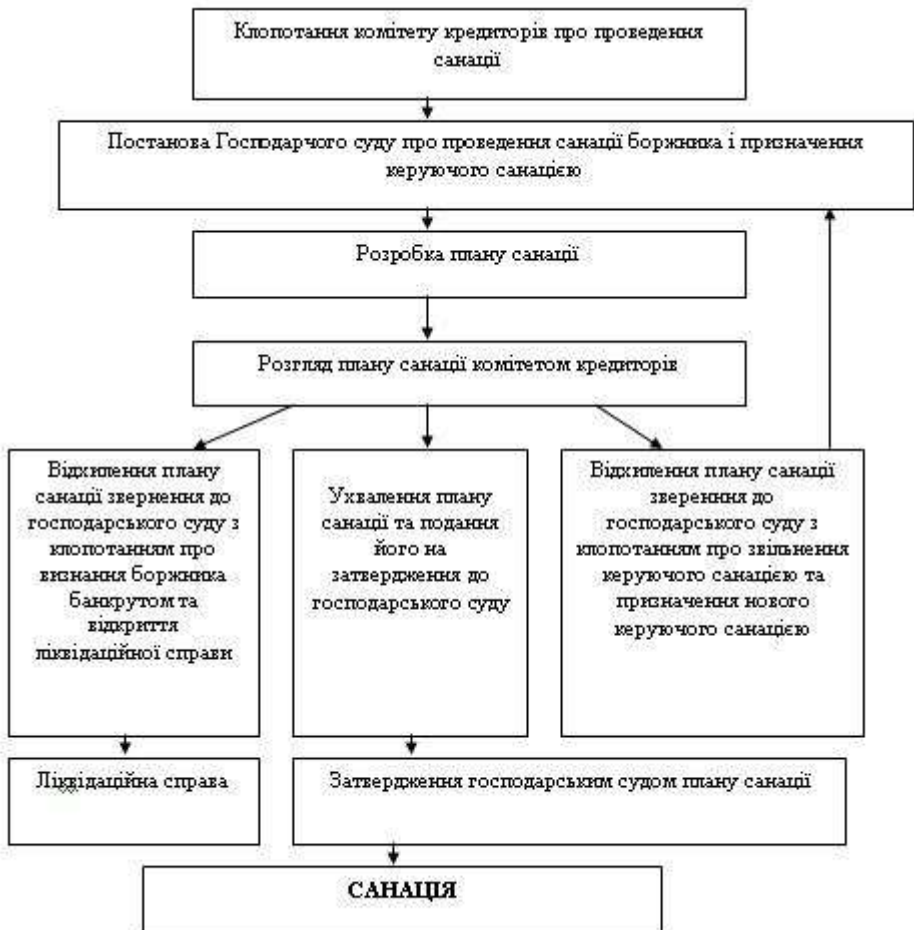 Клопотання комітету кредиторів про проведення
санації
Постанова Господарчого суду про проведення санації боржника і призначення
керуючого санацією
Розробка плану санації
Розгляд плану санації комітетом кредиторів
Відхилення плану
санації звернення до
господарського суду з
клопотанням про
визнання боржника
банкрутом та
відкриття
ліквідаційної справи
Ухвалення плану
санації та подання
його на
затвердження до
господарського суду
Відхилення плану санації
зверенння до
господарського суду з
клопотанням про звільнення
керуючого санацією та
призначення нового
керуючого санацією
Ліквідаційна справа
Затвердження господарським судом плану санації
САНАЦІЯ